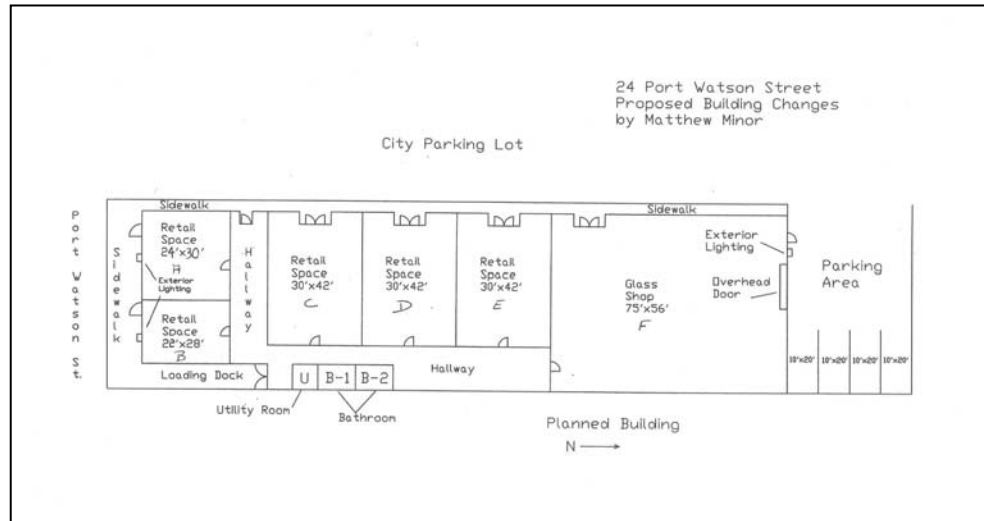 24 Port Watson Street
Proposed Building Changes
by Matthew Minor
City Parking Lot
Port Watson St.
Sidewalk
Sidewalk
Sidewalk
Retail
Space
24'x30'
A
Exterior
Lighting
Retail
Space
22'x28'
B
Hallway
Retail
Space
30'x42'
C
Retail
Space
30'x42'
D
Retail
Space
30'x42'
E
Glass
Shop
75'x56'
F
Exterior
Lighting
Overhead
Door
Parking
Area
10'x20'
10'x20'
10'x20'
10'x20'
Loading Dock
U
B-1
B-2
Hallway
Utility Room
Bathroom
Planned Building
N